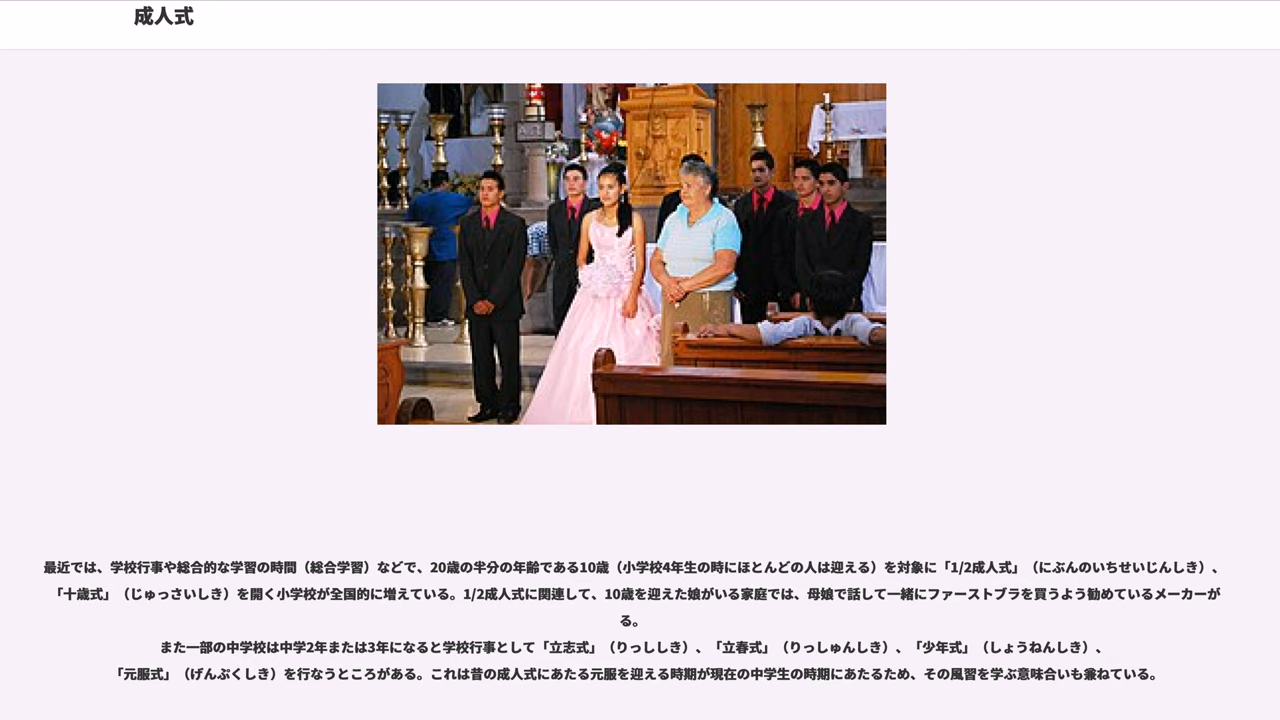 成人式
最近では、学校行事や総合的な学習の時間（総合学習）などで、20歳の半分の年齢である10歳（小学校4年生の時にほとんどの人は迎える）を対象に「1/2成人式」（にぶんのいちせいじんしき）、
「十歳式」（じゅっさいしき）を開く小学校が全国的に増えている。1/2成人式に関連して、10歳を迎えた娘がいる家庭では、母娘で話して一緒にファーストブラを買うよう勧めているメーカーが
る。
また一部の中学校は中学2年または3年になると学校行事として「立志式」（りっししき）、「立春式」（りっしゅんしき）、「少年式」（しょうねんしき）、
「元服式」（げんぷくしき）を行なうところがある。これは昔の成人式にあたる元服を迎える時期が現在の中学生の時期にあたるため、その風習を学ぶ意味合いも兼ねている。